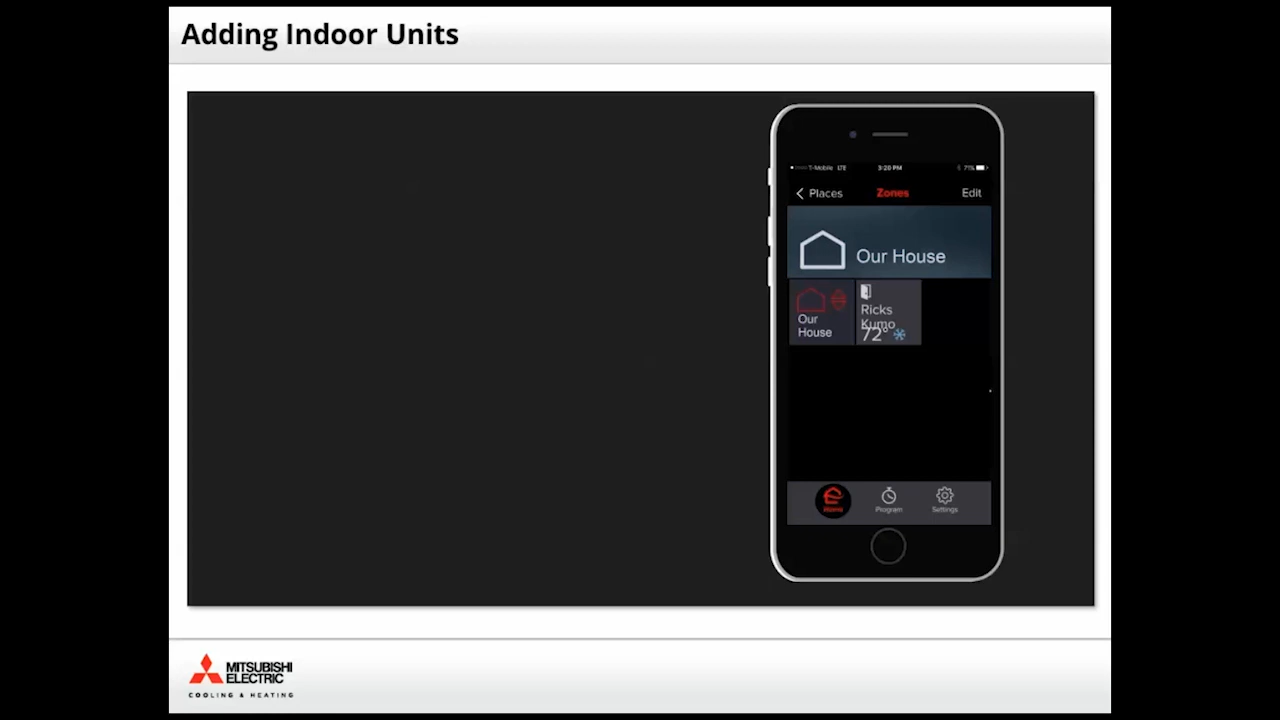 Adding Indoor Units
T-Mobile LTE 3:20 PM 71%
Places Zones Edit
Our House
Our
House
Ricks
Kumo
72°
Home Program Settings
MITSUBISHI
ELECTRIC
COOLING & HEATING